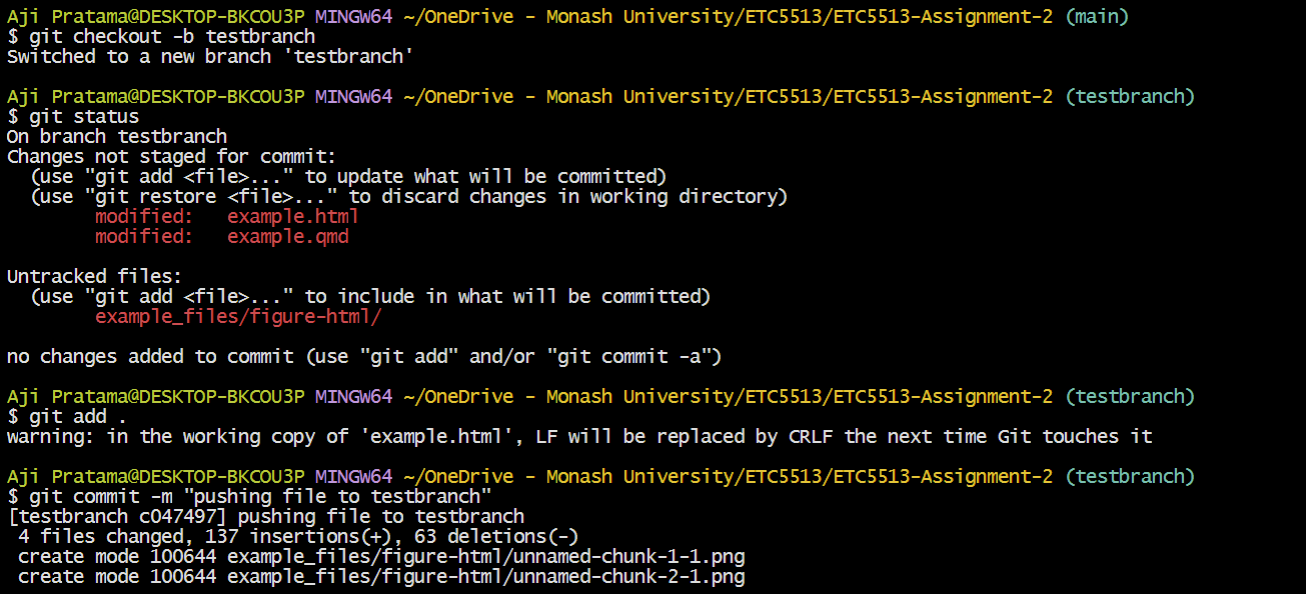 Aji Pratama@DESKTOP-BKCOU3P MINGW64 ~/OneDrive - Monash University/ETC5513/ETC5513-Assignment-2 (main)
$ git checkout -b testbranch
Switched to a new branch 'testbranch'
Aji Pratama@DESKTOP-BKCOU3P MINGW64 ~/OneDrive - Monash University/ETC5513/ETC5513-Assignment-2 (testbranch)
$ git status
On branch testbranch
Changes not staged for commit:
  (use "git add <file>..." to update what will be committed)
  (use "git restore <file>..." to discard changes in working directory)
        modified:   example.html
        modified:   example.qmd
Untracked files:
  (use "git add <file>..." to include in what will be committed)
        example_files/figure-html/
no changes added to commit (use "git add" and/or "git commit -a")
Aji Pratama@DESKTOP-BKCOU3P MINGW64 ~/OneDrive - Monash University/ETC5513/ETC5513-Assignment-2 (testbranch)
$ git add .
warning: in the working copy of 'example.html', LF will be replaced by CRLF the next time Git touches it
Aji Pratama@DESKTOP-BKCOU3P MINGW64 ~/OneDrive - Monash University/ETC5513/ETC5513-Assignment-2 (testbranch)
$ git commit -m "pushing file to testbranch"
[testbranch c047497] pushing file to testbranch
 4 files changed, 137 insertions(+), 63 deletions(-)
 create mode 100644 example_files/figure-html/unnamed-chunk-1-1.png
 create mode 100644 example_files/figure-html/unnamed-chunk-2-1.png